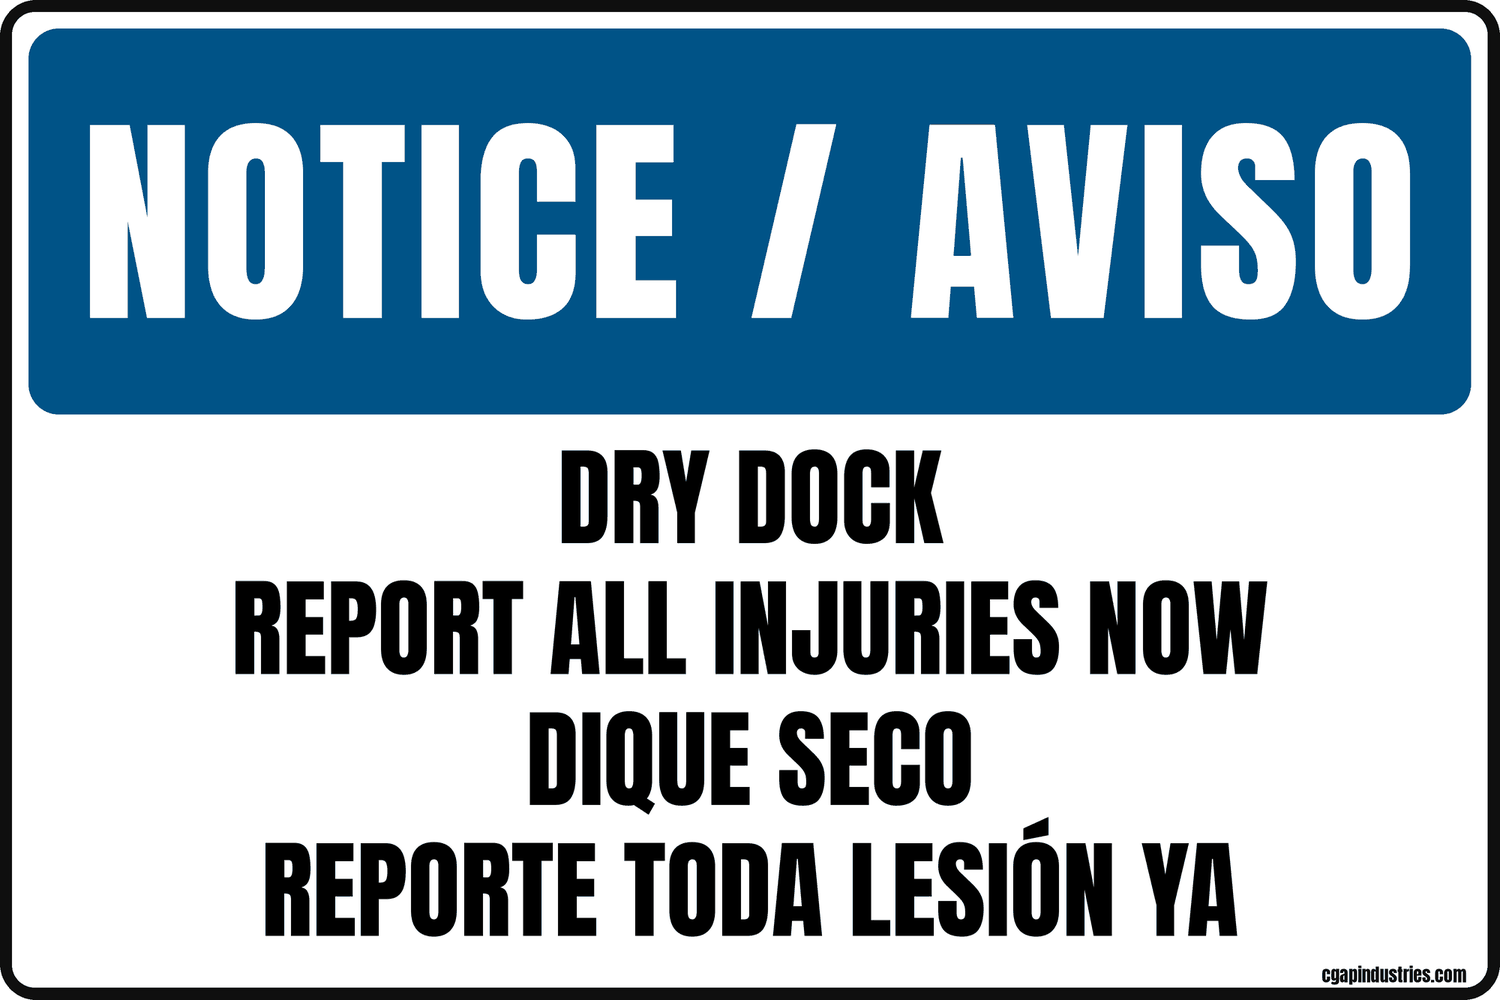 NOTICE / AVISO
DRY DOCK
REPORT ALL INJURIES NOW
DIQUE SECO
REPORTE TODA LESIÓN YA
cgapindustries.com